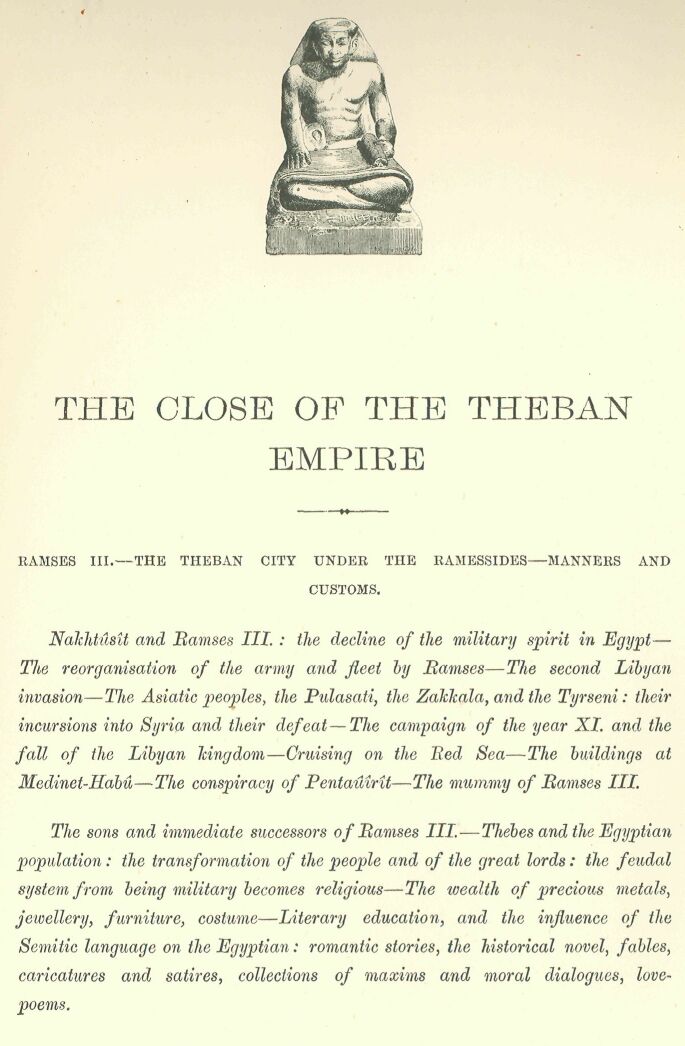 THE CLOSE OF THE THEBAN
EMPIRE
RAMSES III.—THE THEBAN CITY UNDER THE RAMESSIDES—MANNERS AND
CUSTOMS.
Nakhtûsît and Ramses III. : the decline of the military spirit in Egypt—
The reorganisation of the army and fleet by Ramses—The second Libyan
invasion—The Asiatic peoples, the Pulasati, the Zakkala, and the Tyrseni : their
incursions into Syria and their defeat—The campaign of the year XI. and the
fall of the Libyan kingdom—Cruising on the Red Sea—The buildings at
Medinet-Habû—The conspiracy of Pentaûîrît—The mummy of Ramses III.
The sons and immediate successors of Ramses III.—Thebes and the Egyptian
population : the transformation of the people and of the great lords : the feudal
system from being military becomes religious—The wealth of precious metals,
jewellery, furniture, costume—Literary education, and the influence of the
Semitic language on the Egyptian : romantic stories, the historical novel, fables,
caricatures and satires, collections of maxims and moral dialogues, love-
poems.